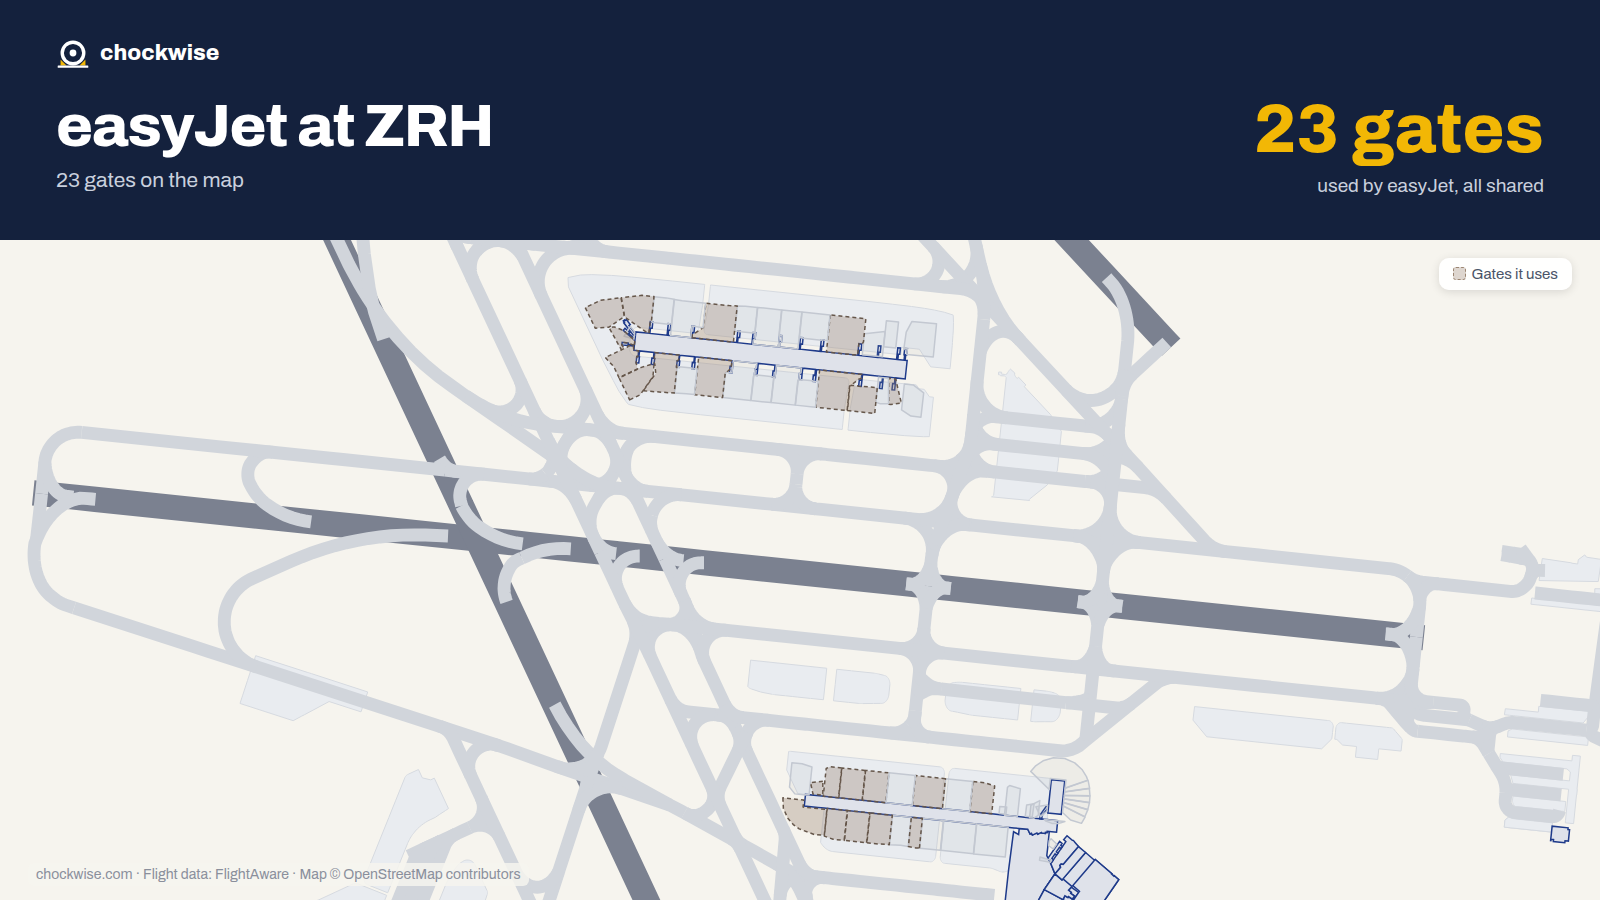 chockwise
easyJet at ZRH
23 gates on the map
23 gates
used by easyJet, all shared
Gates it uses
chockwise.com · Flight data: FlightAware · Map © OpenStreetMap contributors